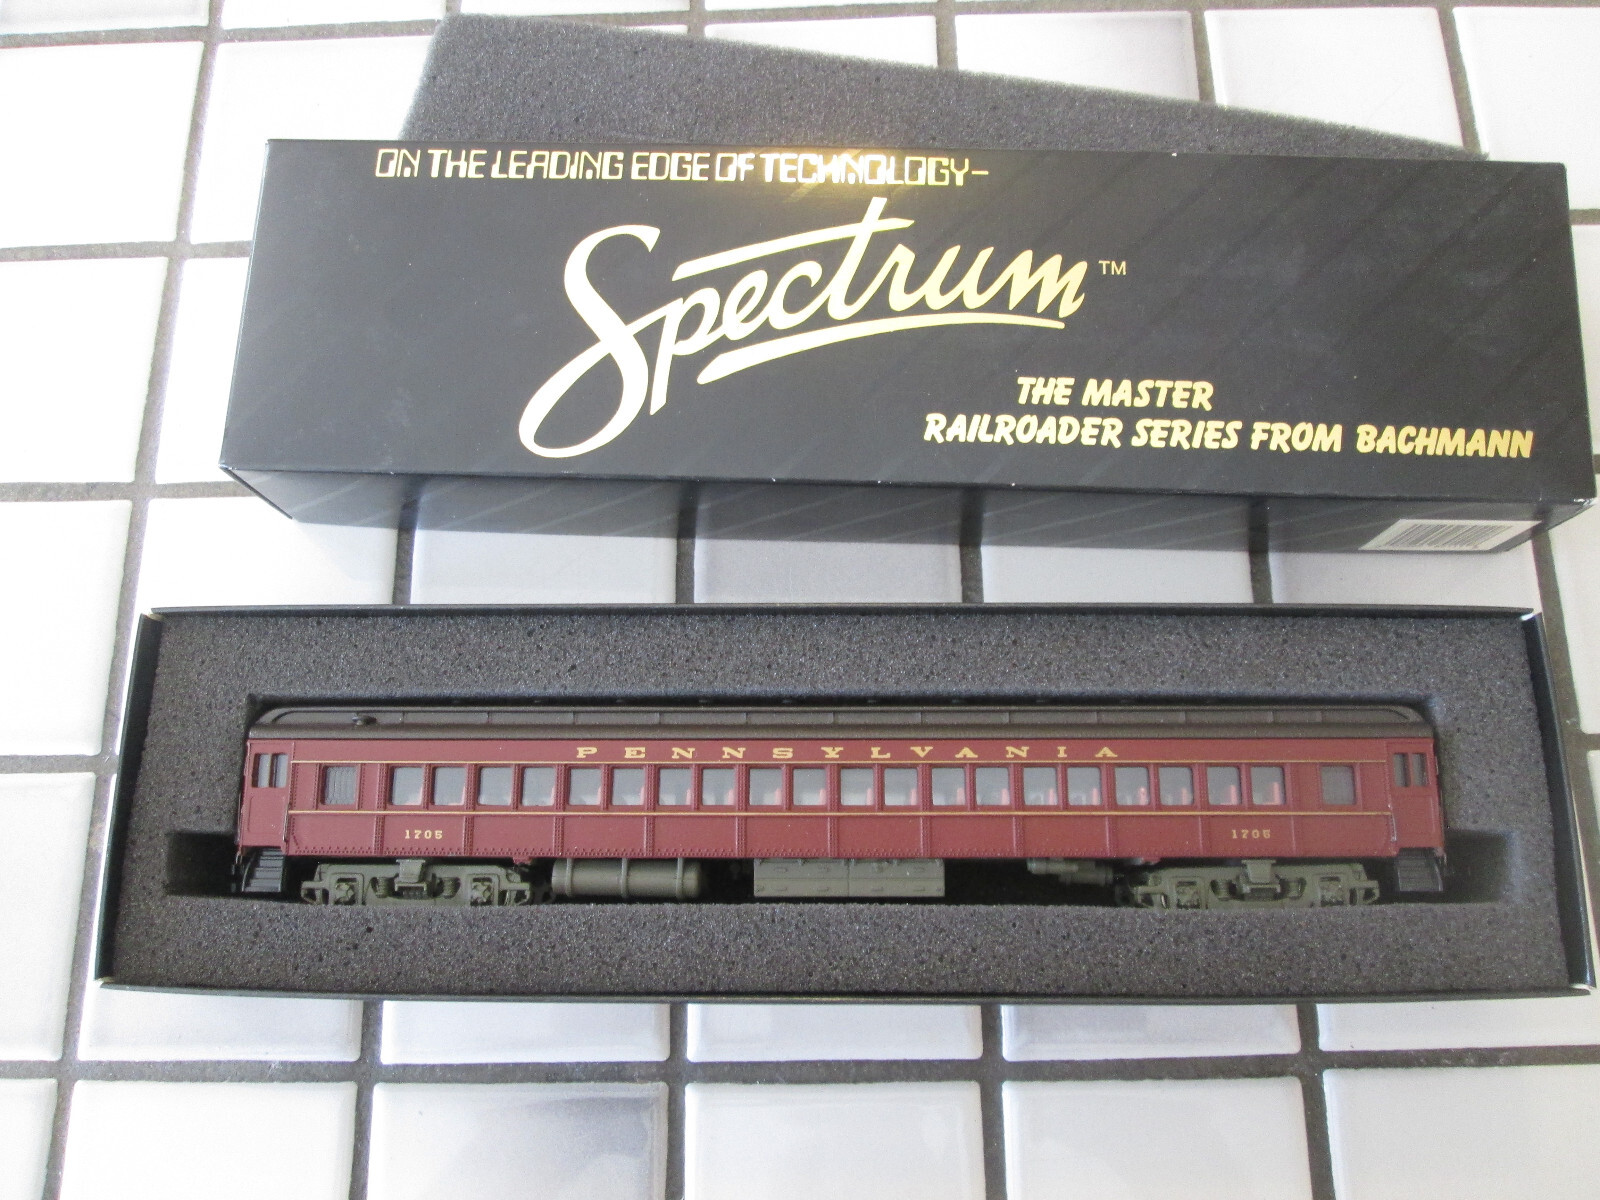 ON THE LEADING EDGE OF TECHNOLOGY–
Spectrum™
THE MASTER
RAILROADER SERIES FROM BACHMANN
PENNSYLVANIA
1705 1705